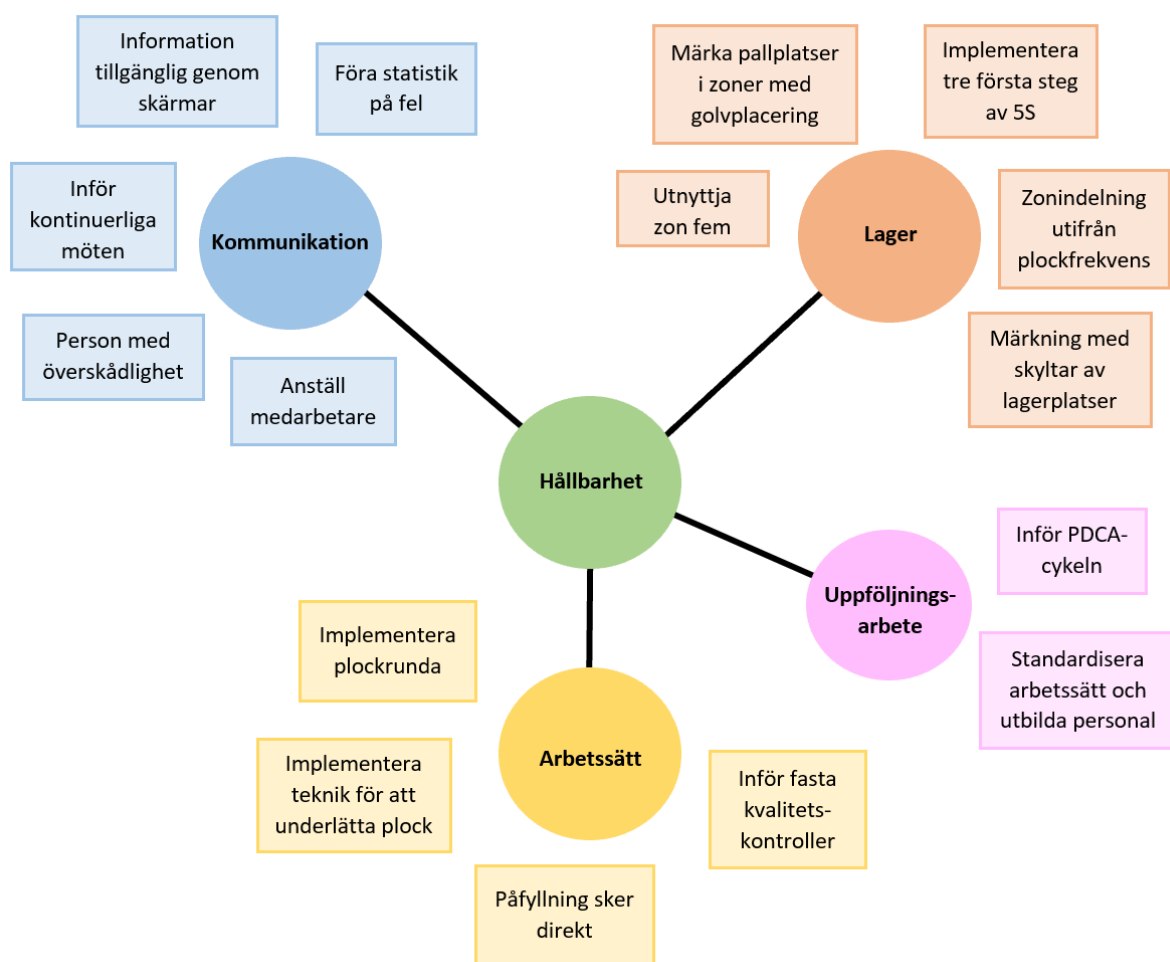 Information
tillgänglig genom
skärmar
Föra statistik
på fel
Inför
kontinuerliga
möten
Kommunikation
Person med
överskådlighet
Anställ
medarbetare
Märka pallplatser
i zoner med
golvplacering
Implementera
tre första steg
av 5S
Utnyttja
zon fem
Lager
Zonindelning
utifrån
plockfrekvens
Märkning med
skyltar av
lagerplatser
Hållbarhet
Inför PDCA-
cykeln
Uppföljnings-
arbete
Standardisera
arbetssätt och
utbilda personal
Implementera
plockrunda
Arbetssätt
Implementera
teknik för att
underlätta plock
Inför fasta
kvalitets-
kontroller
Påfyllning sker
direkt